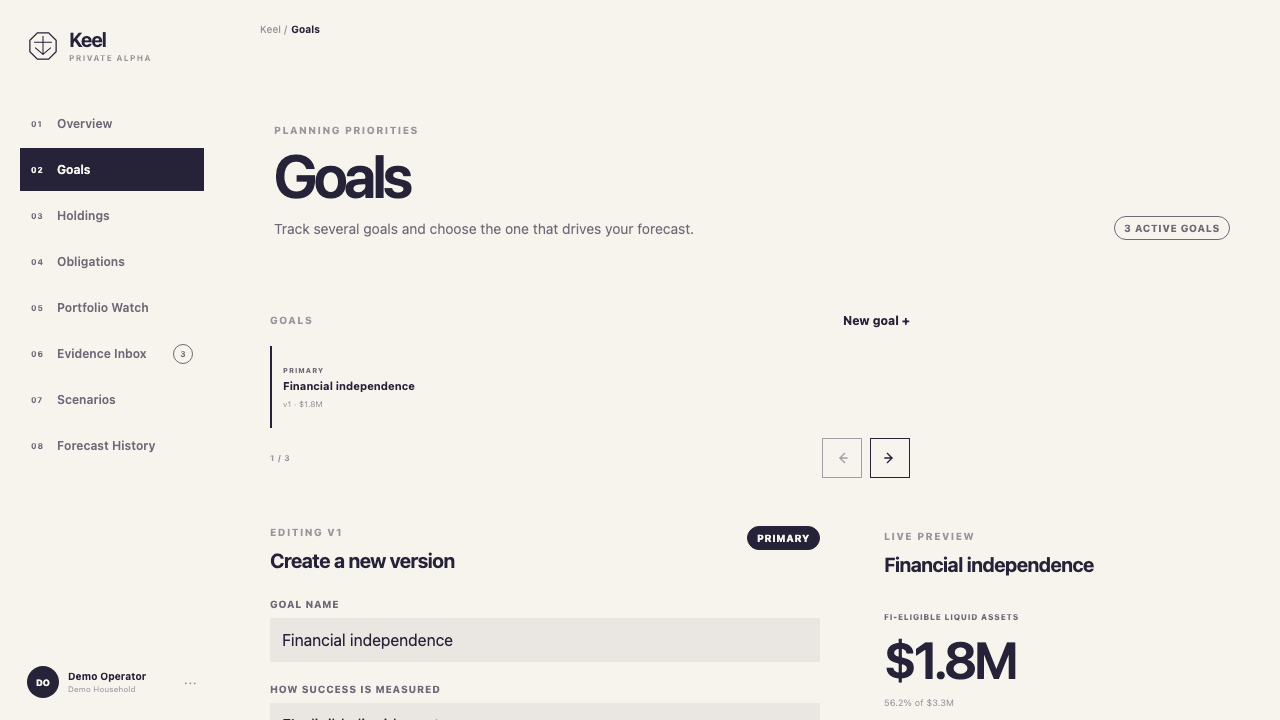 Keel
PRIVATE ALPHA
Keel / Goals
01 Overview
02 Goals
03 Holdings
04 Obligations
05 Portfolio Watch
06 Evidence Inbox 3
07 Scenarios
08 Forecast History
DO
Demo Operator
Demo Household
...
PLANNING PRIORITIES
Goals
Track several goals and choose the one that drives your forecast.
3 ACTIVE GOALS
GOALS
New goal +
PRIMARY
Financial independence
v1 · $1.8M
1 / 3
← →
EDITING V1
PRIMARY
Create a new version
GOAL NAME
Financial independence
HOW SUCCESS IS MEASURED
LIVE PREVIEW
Financial independence
FI-ELIGIBLE LIQUID ASSETS
$1.8M
56.2% of $3.3M